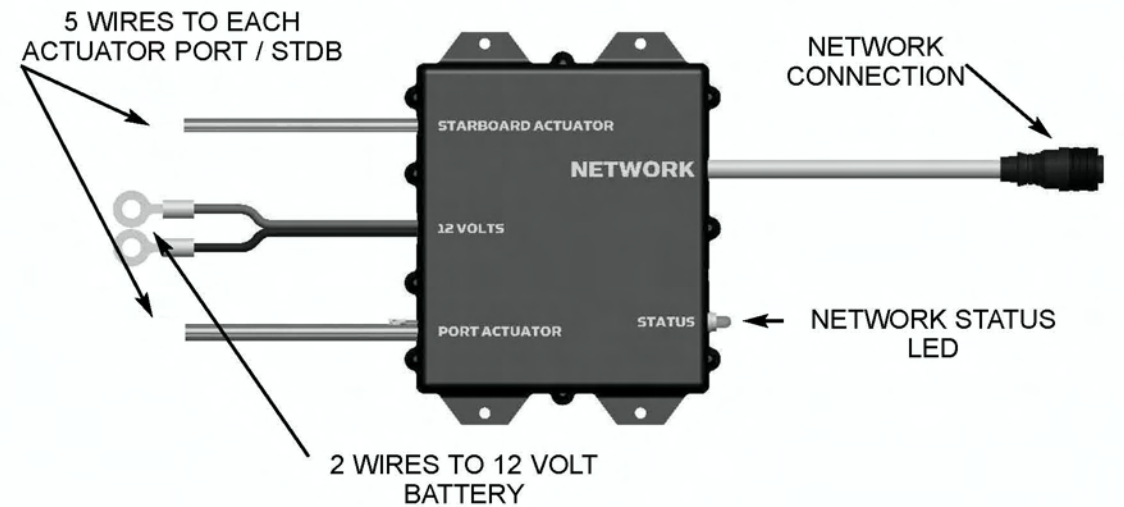 5 WIRES TO EACH
ACTUATOR PORT / STDB
NETWORK
CONNECTION
STARBOARD ACTUATOR
NETWORK
12 VOLTS
PORT ACTUATOR
STATUS
NETWORK STATUS
LED
2 WIRES TO 12 VOLT
BATTERY